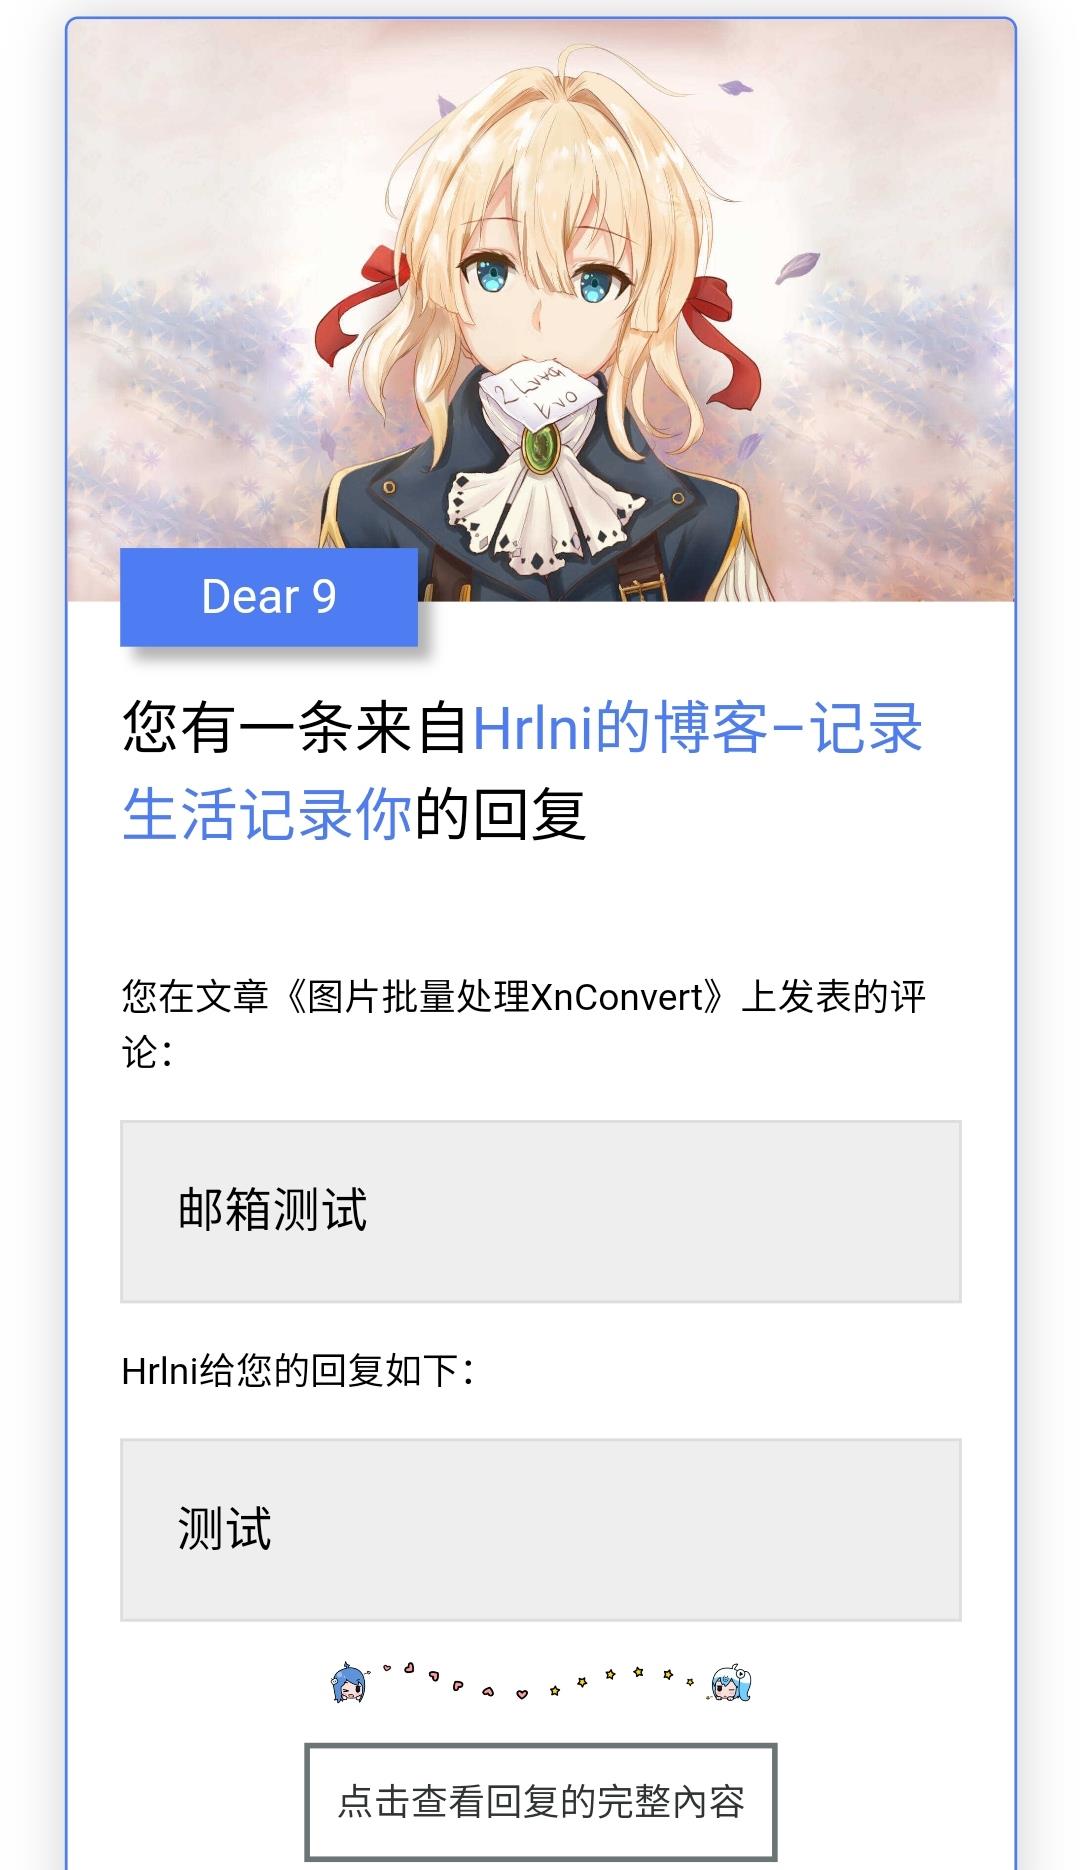 Dear 9
您有一条来自Hrlni的博客–记录
生活记录你的回复
您在文章《图片批量处理XnConvert》上发表的评
论：
邮箱测试
Hrlni给您的回复如下：
测试
点击查看回复的完整內容